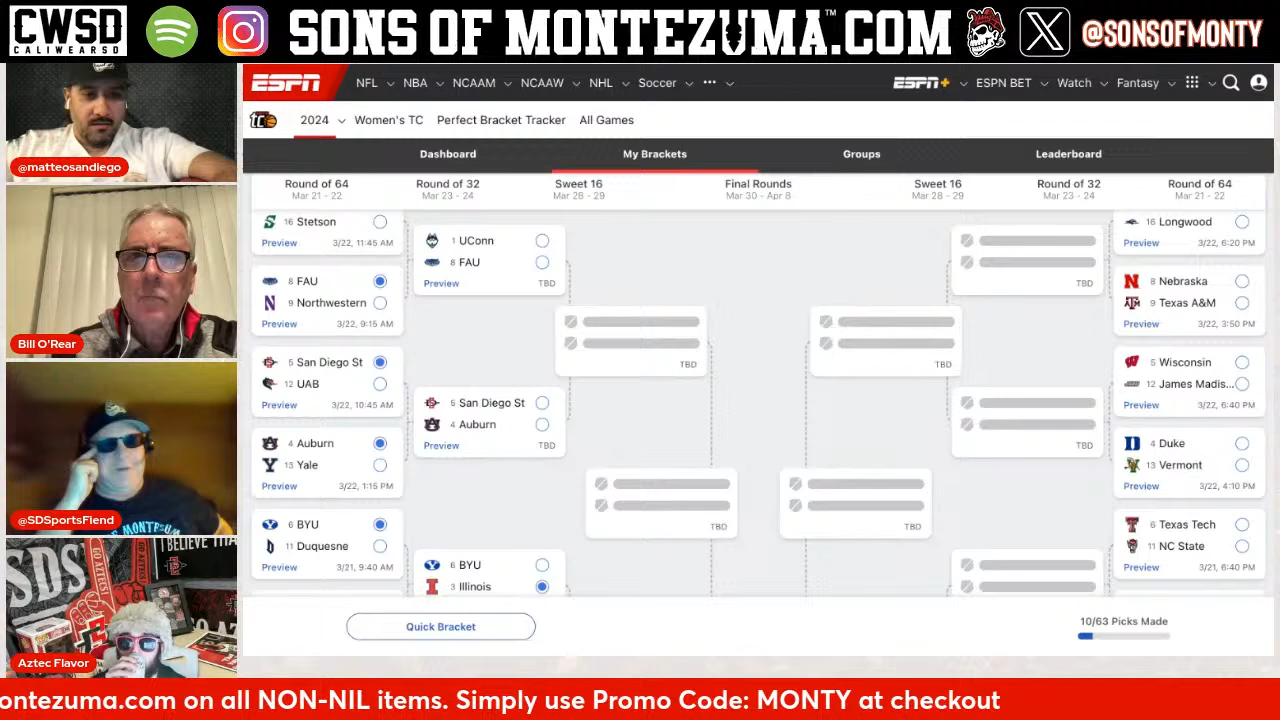 CWSD
CALIWEARSD
SONS OF MONTEZUMA.COM™
@SONSOFMONTY
@matteosandiego
Bill O'Rear
@SDSportsFiend
Aztec Flavor
ESPN
NFL
NBA
NCAAM
NCAAW
NHL
Soccer
ESPN+
ESPN BET
Watch
Fantasy
tc
2024
Women's TC
Perfect Bracket Tracker
All Games
Dashboard
My Brackets
Groups
Leaderboard
Round of 64
Mar 21 - 22
Round of 32
Mar 23 - 24
Sweet 16
Mar 28 - 29
Final Rounds
Mar 30 - Apr 8
Sweet 16
Mar 28 - 29
Round of 32
Mar 23 - 24
Round of 64
Mar 21 - 22
16 Stetson
Preview 3/22, 11:45 AM
8 FAU
9 Northwestern
Preview 3/22, 9:15 AM
5 San Diego St
12 UAB
Preview 3/22, 10:45 AM
4 Auburn
13 Yale
Preview 3/22, 1:15 PM
6 BYU
11 Duquesne
Preview 3/21, 9:40 AM
1 UConn
8 FAU
Preview TBD
5 San Diego St
4 Auburn
Preview TBD
6 BYU
3 Illinois
TBD
TBD
TBD
TBD
TBD
TBD
16 Longwood
Preview 3/22, 6:20 PM
8 Nebraska
9 Texas A&M
Preview 3/22, 3:50 PM
5 Wisconsin
12 James Madis...
Preview 3/22, 6:40 PM
4 Duke
13 Vermont
Preview 3/22, 4:10 PM
6 Texas Tech
11 NC State
Preview 3/21, 6:40 PM
Quick Bracket
10/63 Picks Made
SDS
GO AZTECS
I BELIEVE THA
ontezuma.com on all NON-NIL items. Simply use Promo Code: MONTY at checkout